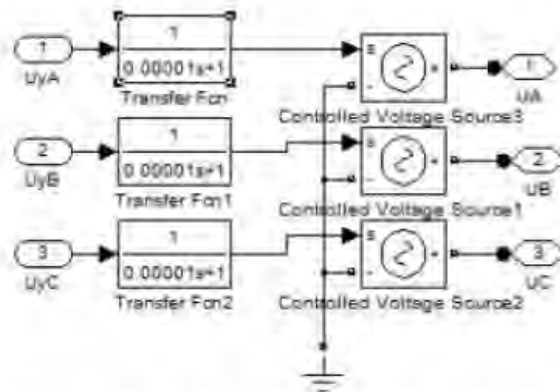 1
UyA
1
0.00001s+1
Transfer Fcn
s
-
+
Controlled Voltage Source3
1
UA
2
UyB
1
0.00001s+1
Transfer Fcn1
s
-
+
Controlled Voltage Source1
2
UB
3
UyC
1
0.00001s+1
Transfer Fcn2
s
-
+
Controlled Voltage Source2
3
UC